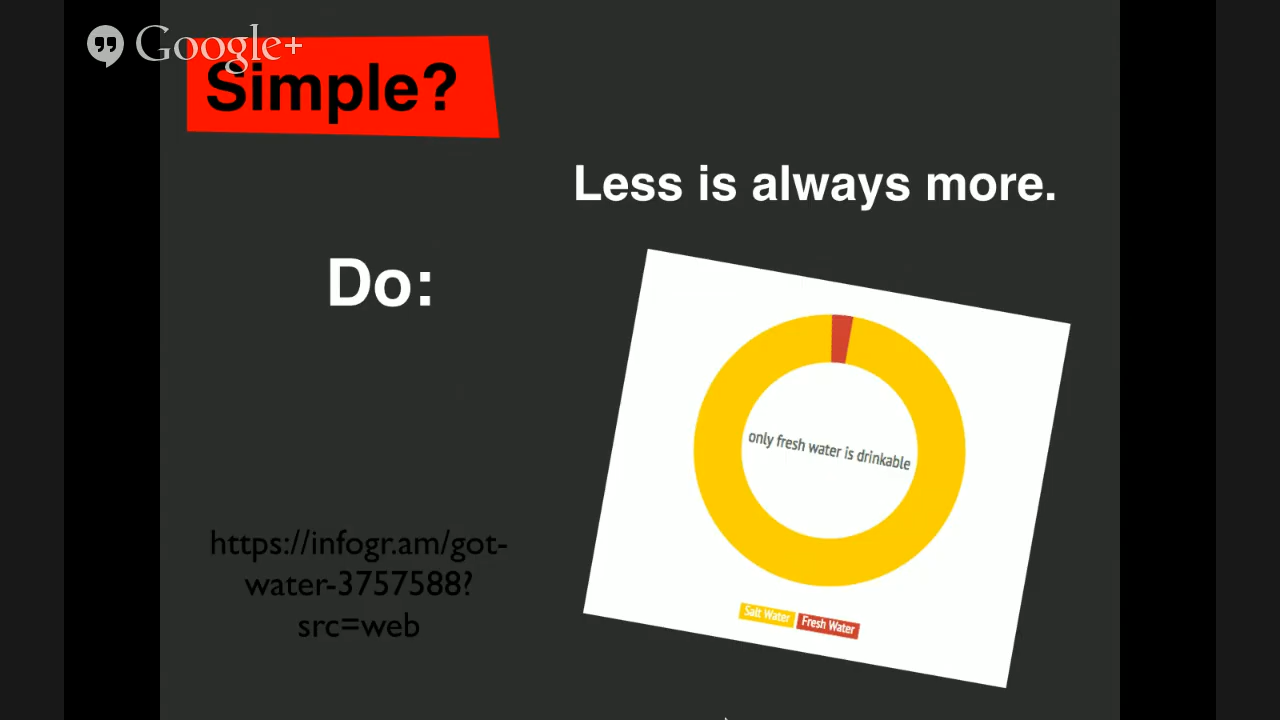 Google+
Simple?
Less is always more.
Do:
only fresh water is drinkable
Salt Water Fresh Water
https://infogr.am/got-
water-3757588?
src=web